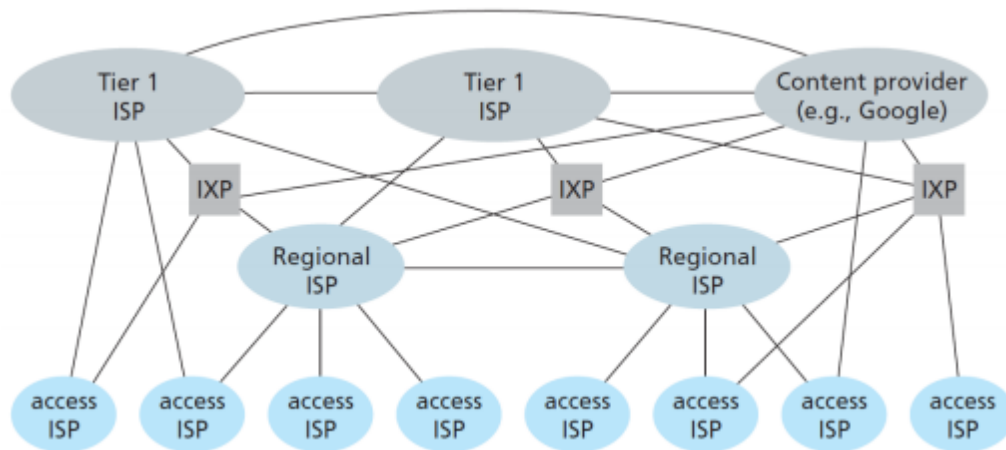 Tier 1
ISP
Tier 1
ISP
Content provider
(e.g., Google)
IXP
IXP
IXP
Regional
ISP
Regional
ISP
access
ISP
access
ISP
access
ISP
access
ISP
access
ISP
access
ISP
access
ISP
access
ISP